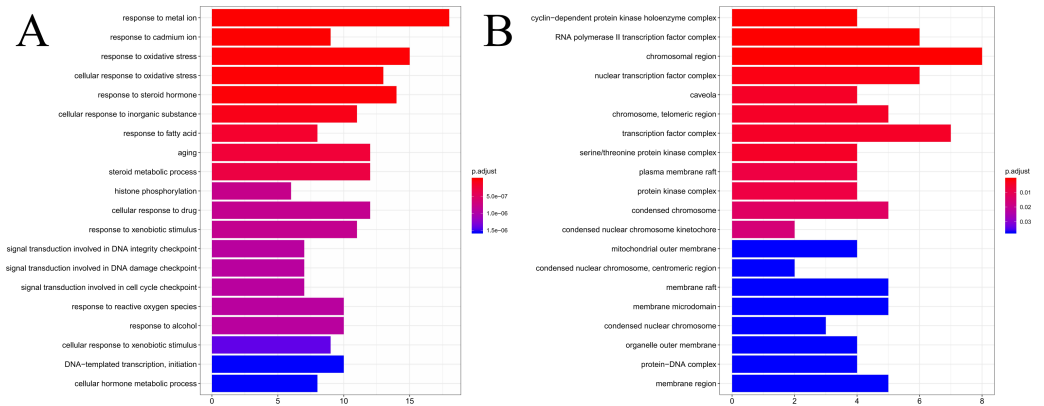 A
response to metal ion
response to cadmium ion
response to oxidative stress
cellular response to oxidative stress
response to steroid hormone
cellular response to inorganic substance
response to fatty acid
aging
steroid metabolic process
histone phosphorylation
cellular response to drug
response to xenobiotic stimulus
signal transduction involved in DNA integrity checkpoint
signal transduction involved in DNA damage checkpoint
signal transduction involved in cell cycle checkpoint
response to reactive oxygen species
response to alcohol
cellular response to xenobiotic stimulus
DNA−templated transcription, initiation
cellular hormone metabolic process
0 5 10 15
p.adjust
5.0e−07
1.0e−06
1.5e−06
B
cyclin−dependent protein kinase holoenzyme complex
RNA polymerase II transcription factor complex
chromosomal region
nuclear transcription factor complex
caveola
chromosome, telomeric region
transcription factor complex
serine/threonine protein kinase complex
plasma membrane raft
protein kinase complex
condensed chromosome
condensed nuclear chromosome kinetochore
mitochondrial outer membrane
condensed nuclear chromosome, centromeric region
membrane raft
membrane microdomain
condensed nuclear chromosome
organelle outer membrane
protein−DNA complex
membrane region
0 2 4 6 8
p.adjust
0.01
0.02
0.03